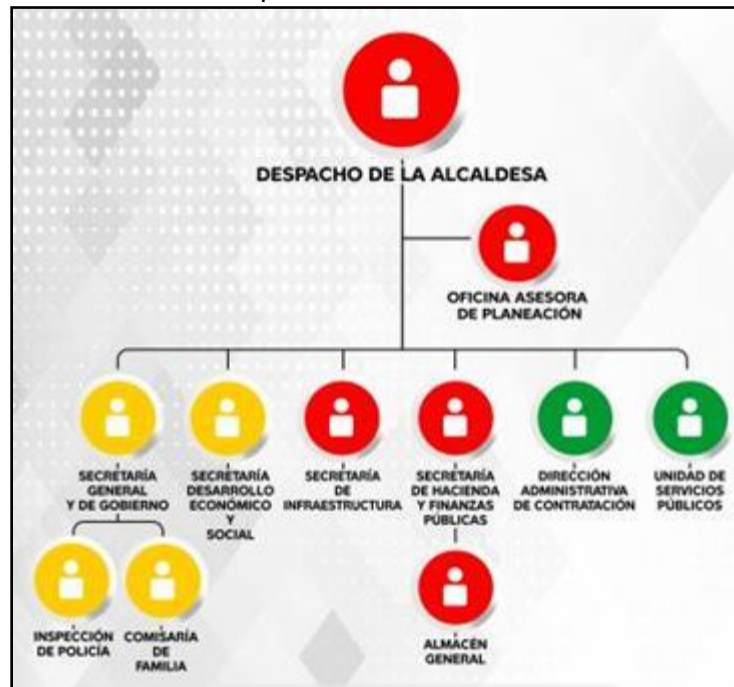 DESPACHO DE LA ALCALDESA
OFICINA ASESORA
DE PLANEACIÓN
SECRETARÍA
GENERAL
Y DE GOBIERNO
SECRETARÍA
DESARROLLO
ECONÓMICO
Y
SOCIAL
SECRETARÍA
DE
INFRAESTRUCTURA
SECRETARÍA
DE HACIENDA
Y FINANZAS
PÚBLICAS
DIRECCIÓN
ADMINISTRATIVA
DE CONTRATACIÓN
UNIDAD DE
SERVICIOS
PÚBLICOS
INSPECCIÓN
DE POLICÍA
COMISARÍA
DE
FAMILIA
ALMACÉN
GENERAL